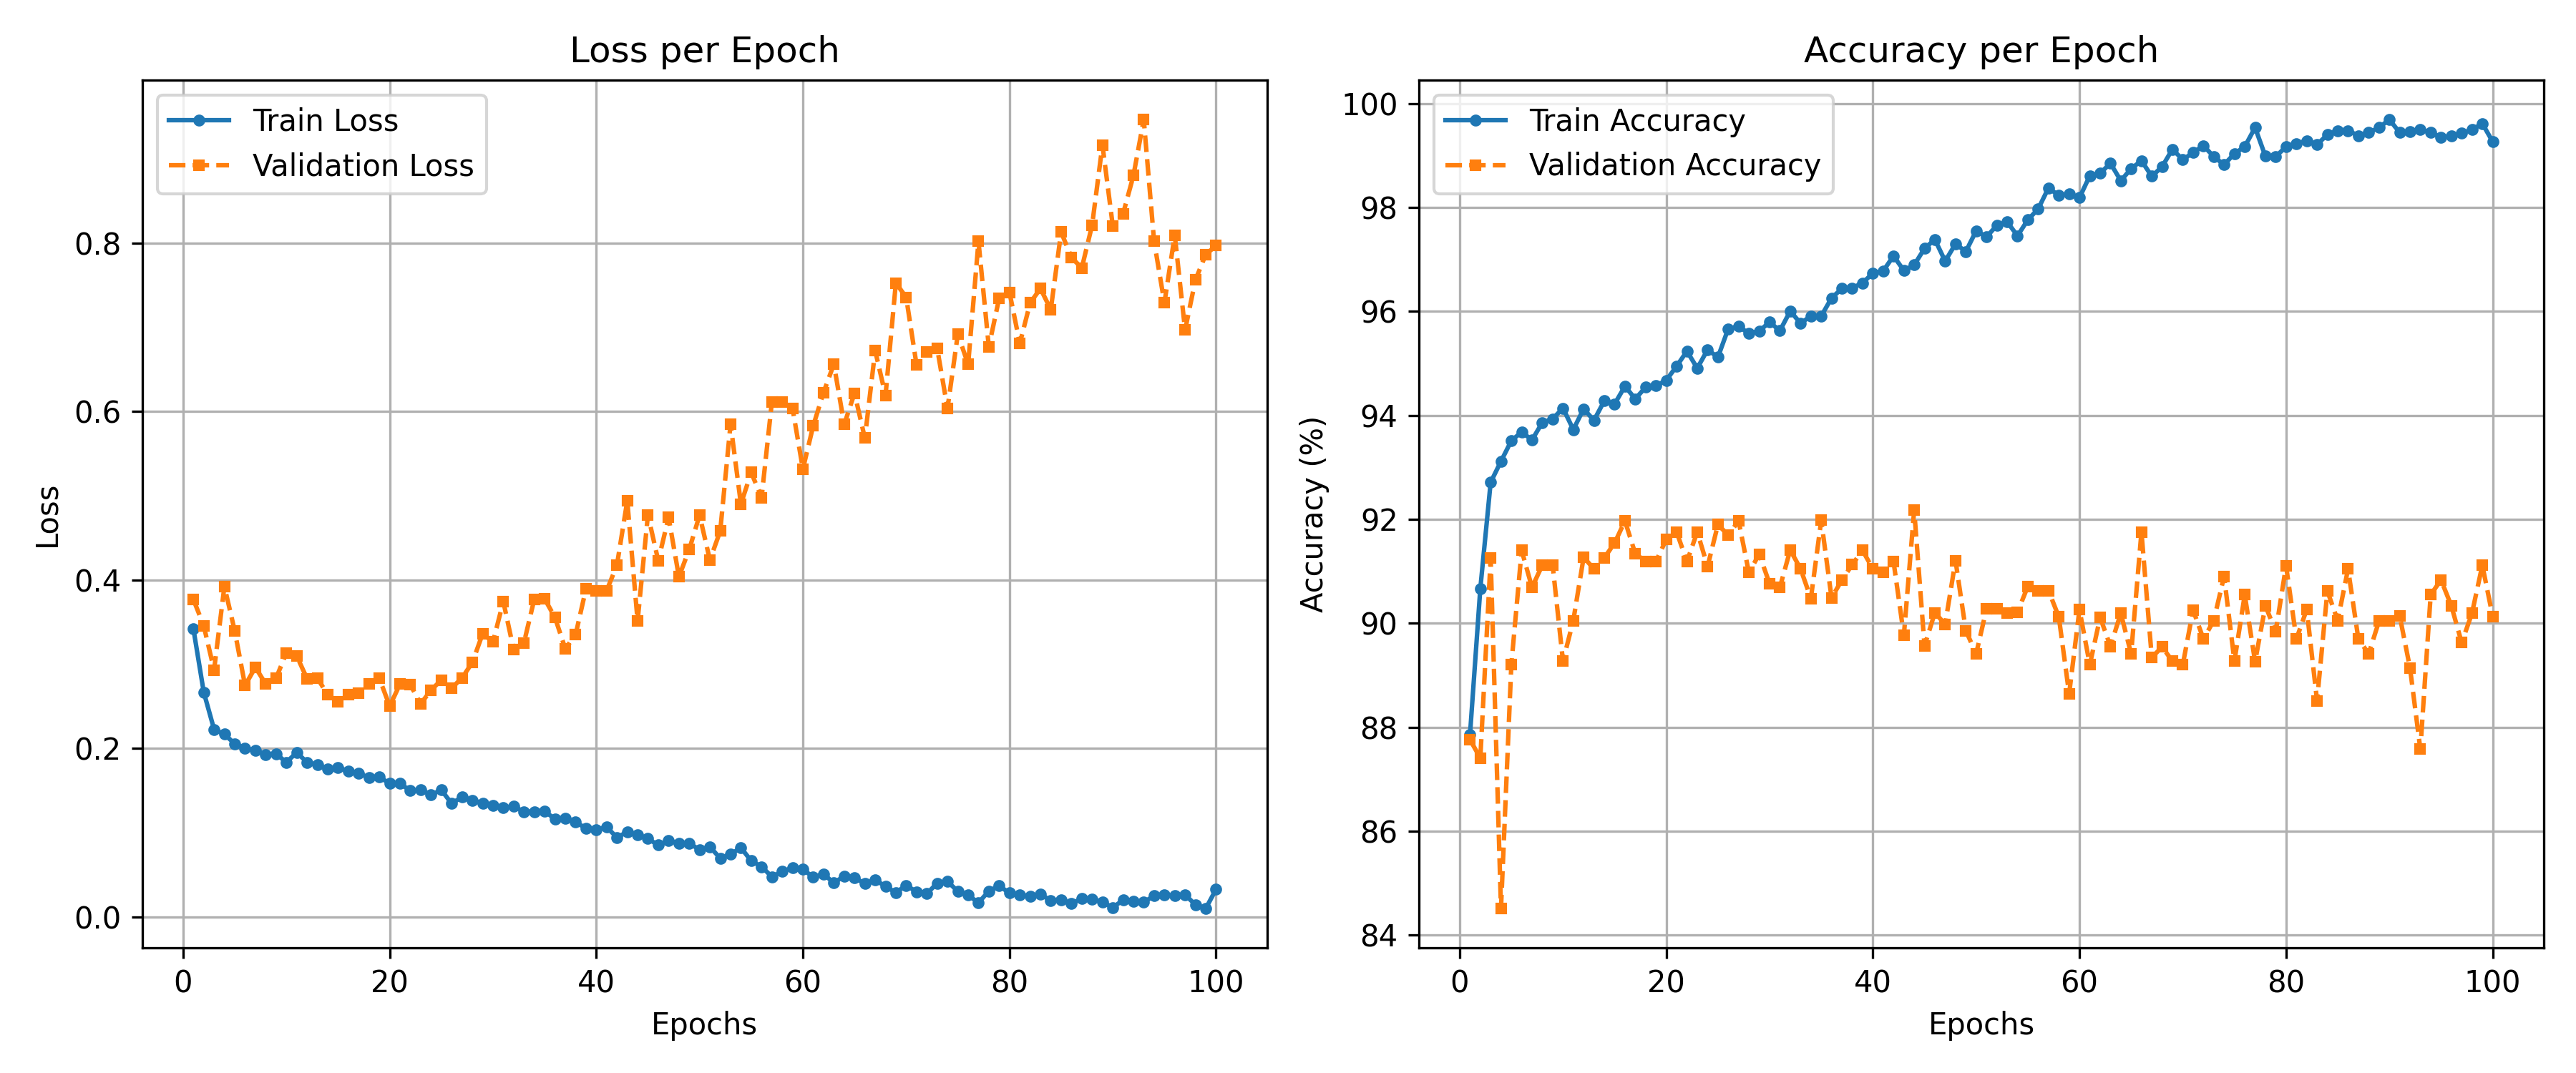 Loss per Epoch
Train Loss
Validation Loss
Loss
0.8
0.6
0.4
0.2
0.0
0 20 40 60 80 100
Epochs
Accuracy per Epoch
Train Accuracy
Validation Accuracy
Accuracy (%)
100
98
96
94
92
90
88
86
84
0 20 40 60 80 100
Epochs